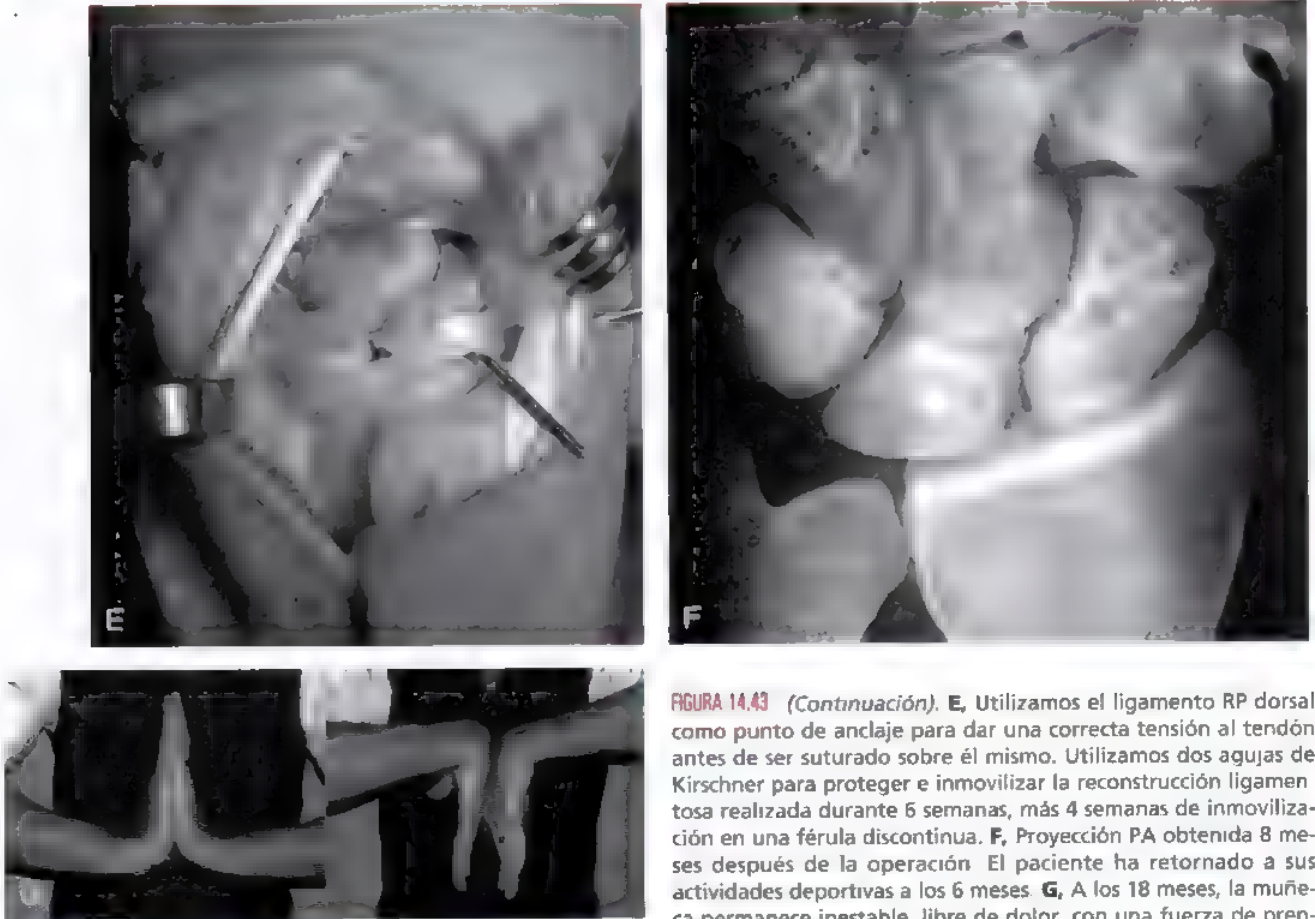 E
F
FIGURA 14.43 (Continuación). E, Utilizamos el ligamento RP dorsal
como punto de anclaje para dar una correcta tensión al tendón
antes de ser suturado sobre él mismo. Utilizamos dos agujas de
Kirschner para proteger e inmovilizar la reconstrucción ligamen
tosa realizada durante 6 semanas, más 4 semanas de inmoviliza-
ción en una férula discontinua. F, Proyección PA obtenida 8 me-
ses después de la operación El paciente ha retornado a sus
actividades deportivas a los 6 meses. G, A los 18 meses, la muñe-
ca permanece inestable, libre de dolor, con una fuerza de pren-